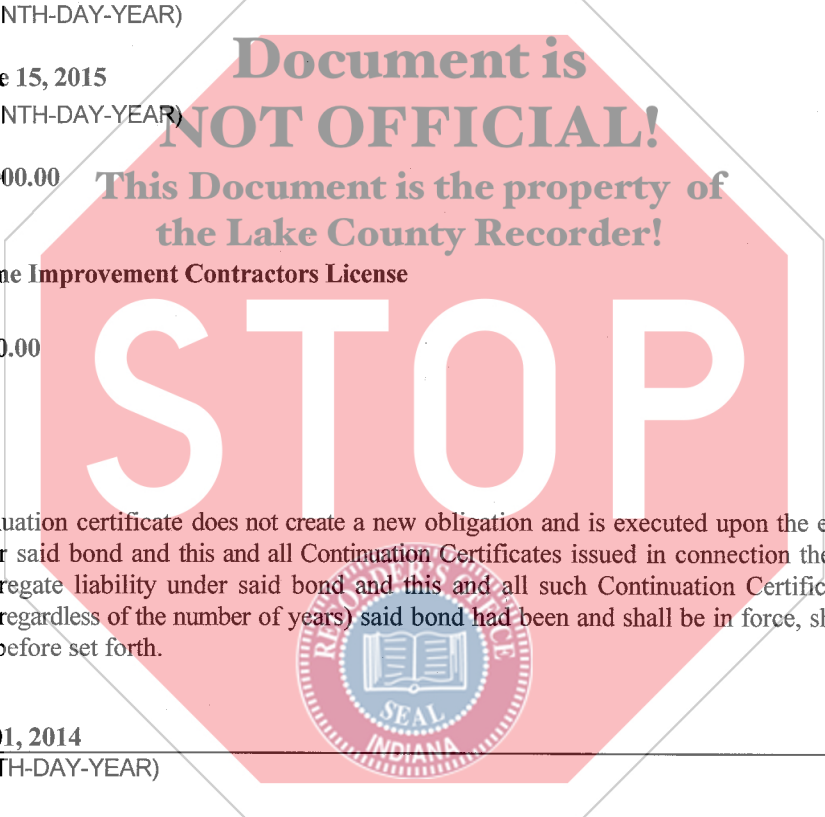 NTH-DAY-YEAR)
Document is
e 15, 2015
NTH-DAY-YEAR)
NOT OFFICIAL!
00.00
This Document is the property of
the Lake County Recorder!
me Improvement Contractors License
STOP
0.00
uation certificate does not create a new obligation and is executed upon the e
r said bond and this and all Continuation Certificates issued in connection the
regate liability under said bond and this and all such Continuation Certific
regardless of the number of years) said bond had been and shall be in force, sh
before set forth.
RECORDER'S OFFICE
SEAL
INDIANA
01, 2014
TH-DAY-YEAR)